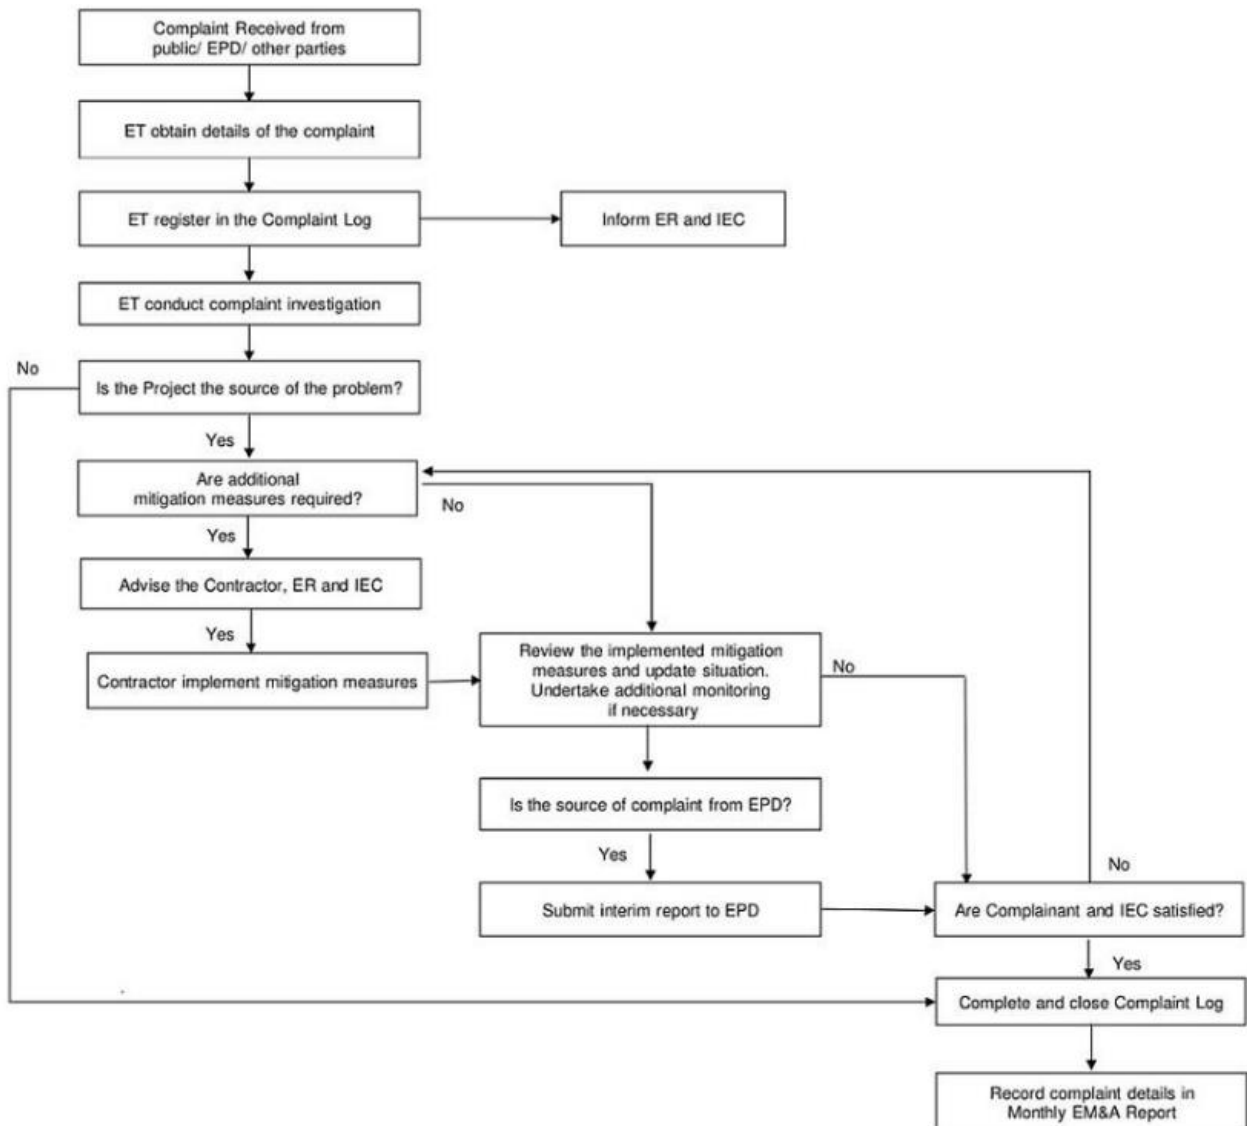 Complaint Received from
public/ EPD/ other parties
ET obtain details of the complaint
ET register in the Complaint Log
Inform ER and IEC
ET conduct complaint investigation
No
Is the Project the source of the problem?
Yes
Are additional
mitigation measures required?
No
Yes
Advise the Contractor, ER and IEC
Yes
Contractor implement mitigation measures
Review the implemented mitigation
measures and update situation.
Undertake additional monitoring
if necessary
No
Is the source of complaint from EPD?
Yes
Submit interim report to EPD
No
Are Complainant and IEC satisfied?
Yes
Complete and close Complaint Log
Record complaint details in
Monthly EM&A Report